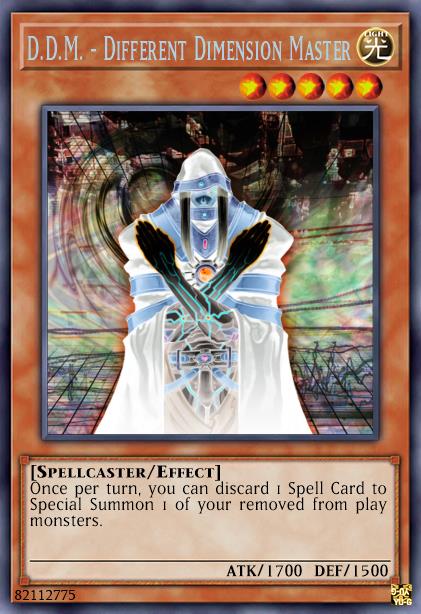 D.D.M. - Different Dimension Master
LIGHT
光
[Spellcaster/Effect]
Once per turn, you can discard 1 Spell Card to
Special Summon 1 of your removed from play
monsters.
ATK/1700 DEF/1500
82112775